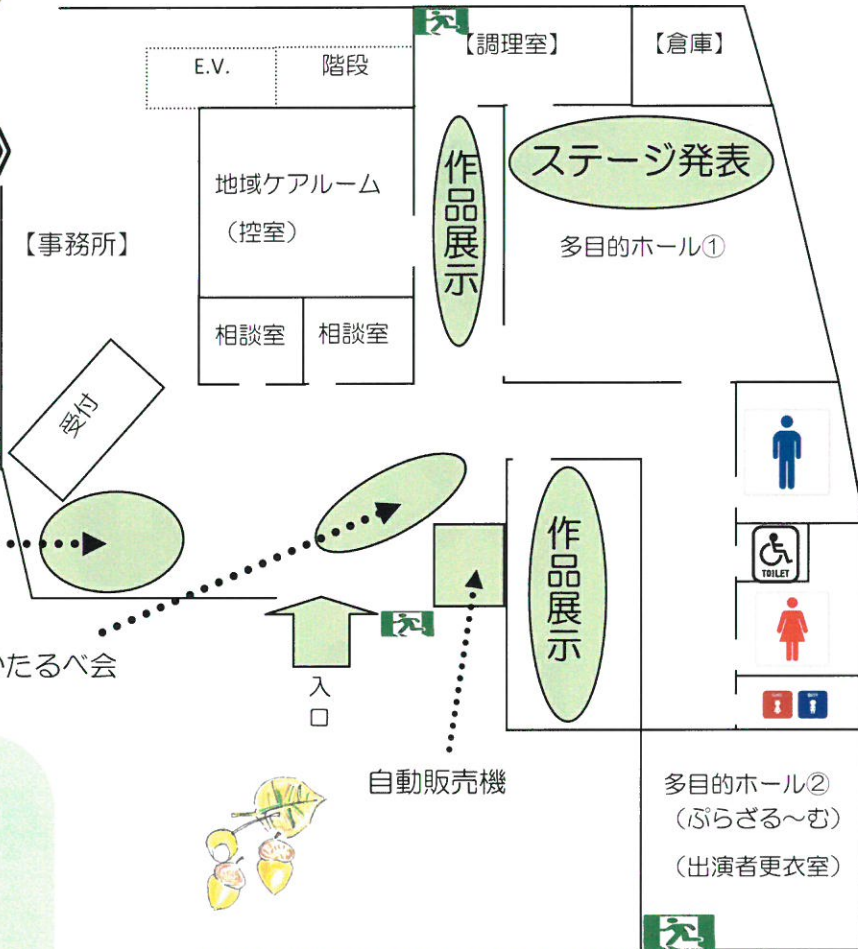 【調理室】
【倉庫】
E.V.
階段
作品展示
ステージ発表
地域ケアルーム
（控室）
【事務所】
多目的ホール①
相談室
相談室
受付
作品展示
TOILET
たるべ会
入口
自動販売機
多目的ホール②
（ぷらざる～む）
（出演者更衣室）